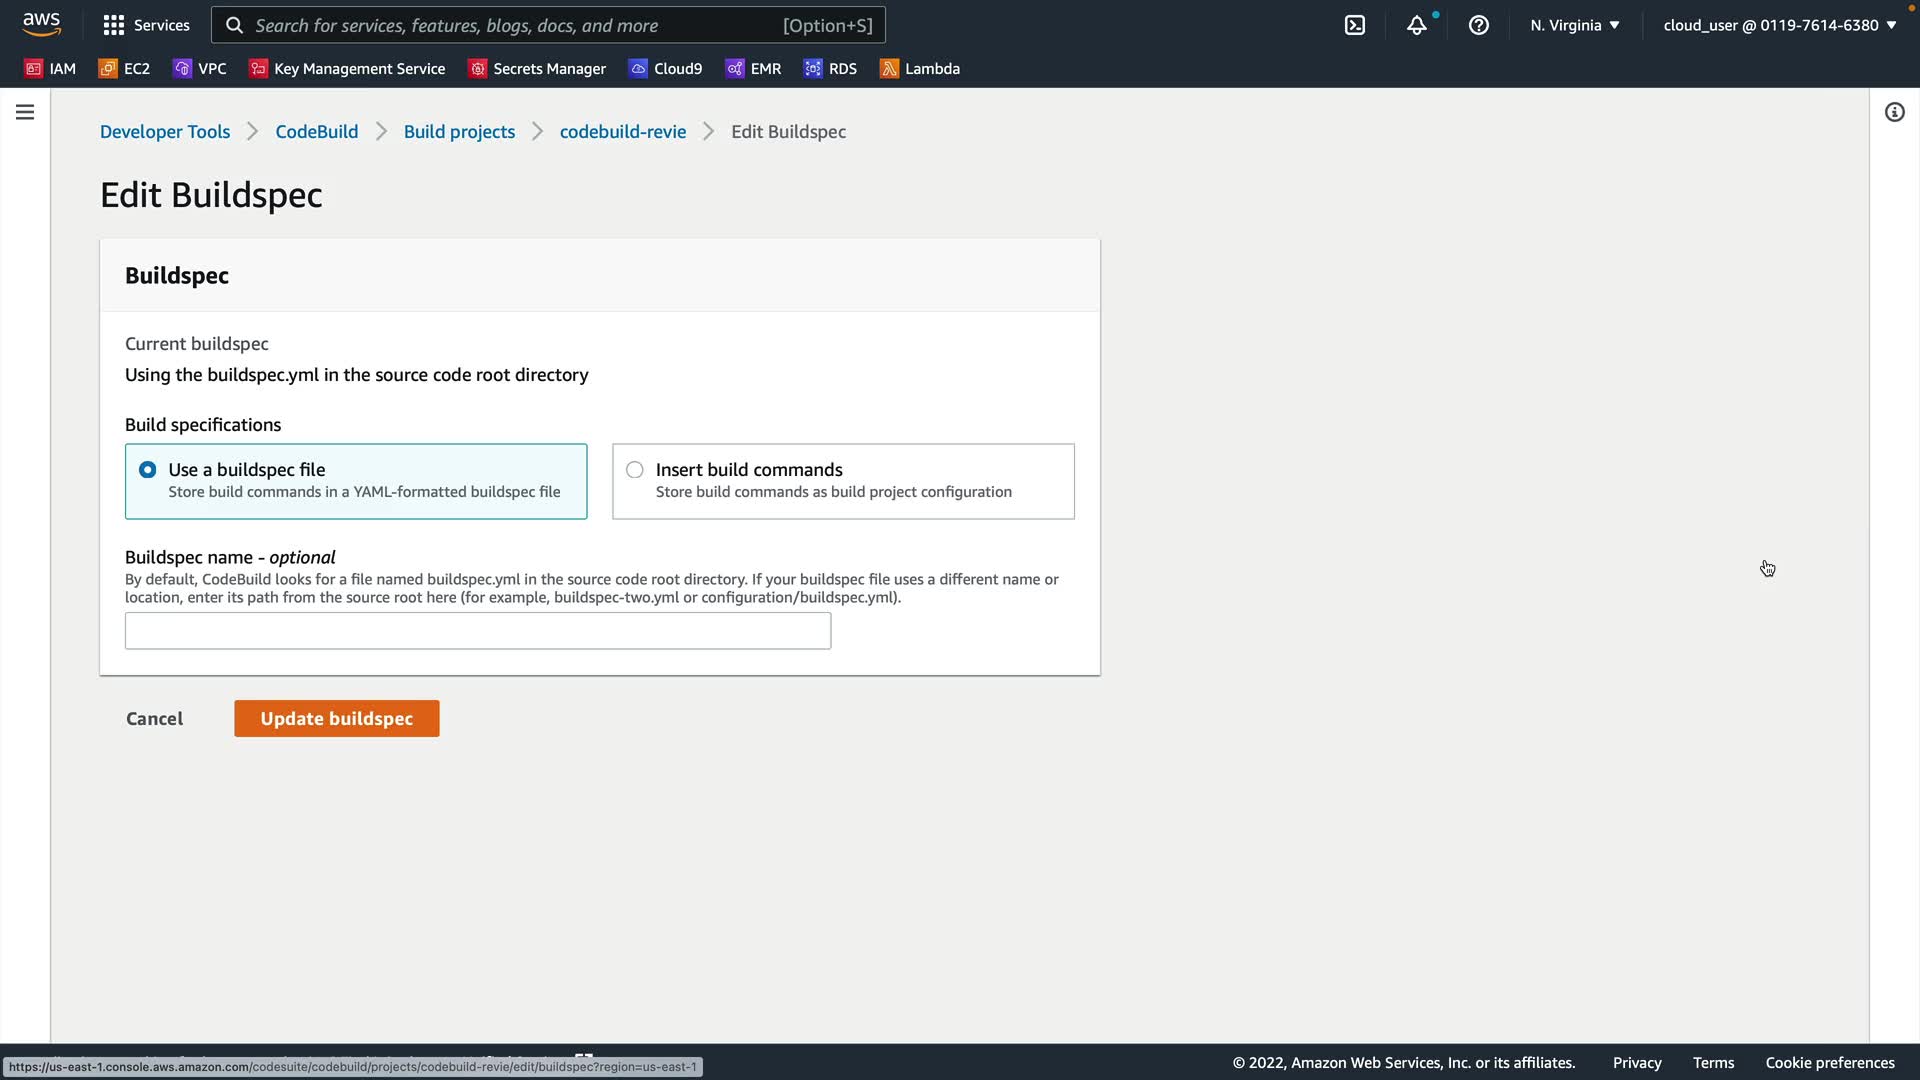 aws
Services
Search for services, features, blogs, docs, and more
[Option+S]
N. Virginia ▼
cloud_user @ 0119-7614-6380 ▼
IAM
EC2
VPC
Key Management Service
Secrets Manager
Cloud9
EMR
RDS
Lambda
Developer Tools
CodeBuild
Build projects
codebuild-revie
Edit Buildspec
Edit Buildspec
Buildspec
Current buildspec
Using the buildspec.yml in the source code root directory
Build specifications
Use a buildspec file
Store build commands in a YAML-formatted buildspec file
Insert build commands
Store build commands as build project configuration
Buildspec name - optional
By default, CodeBuild looks for a file named buildspec.yml in the source code root directory. If your buildspec file uses a different name or
location, enter its path from the source root here (for example, buildspec-two.yml or configuration/buildspec.yml).
Cancel
Update buildspec
https://us-east-1.console.aws.amazon.com/codesuite/codebuild/projects/codebuild-revie/edit/buildspec?region=us-east-1
© 2022, Amazon Web Services, Inc. or its affiliates.
Privacy
Terms
Cookie preferences